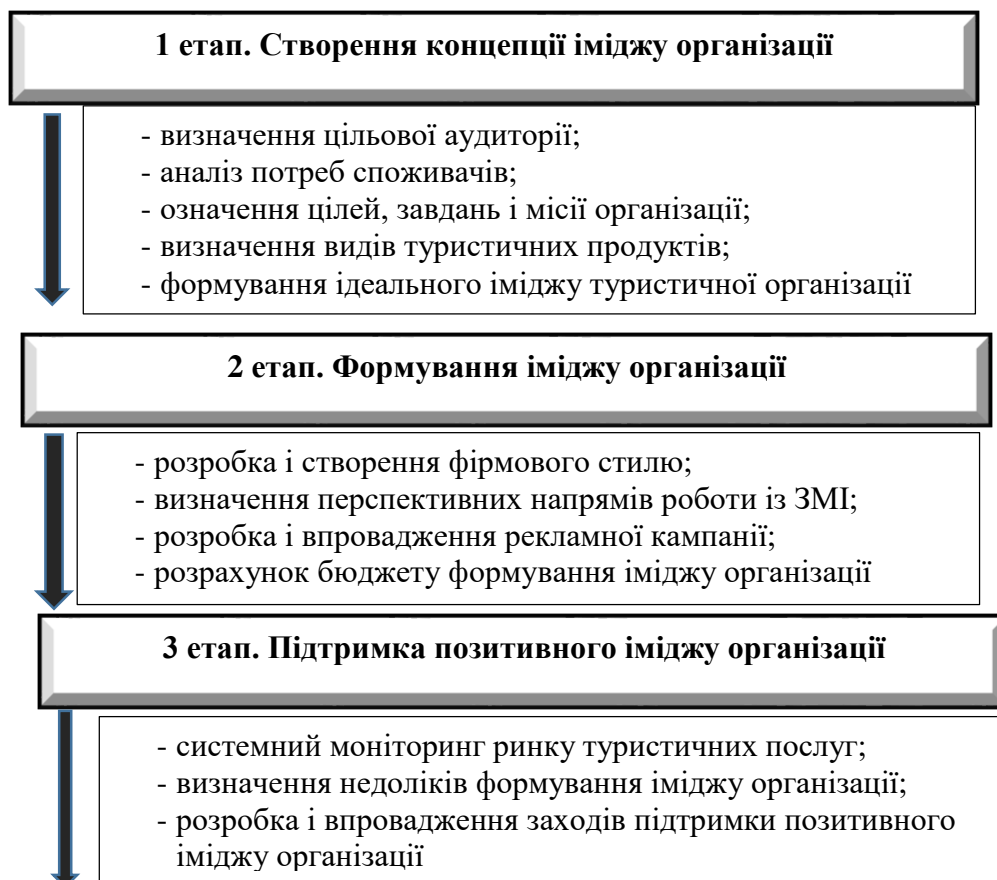 1 етап. Створення концепції іміджу організації
- визначення цільової аудиторії;
- аналіз потреб споживачів;
- означення цілей, завдань і місії організації;
- визначення видів туристичних продуктів;
- формування ідеального іміджу туристичної організації
2 етап. Формування іміджу організації
- розробка і створення фірмового стилю;
- визначення перспективних напрямів роботи із ЗМІ;
- розробка і впровадження рекламної кампанії;
- розрахунок бюджету формування іміджу організації
3 етап. Підтримка позитивного іміджу організації
- системний моніторинг ринку туристичних послуг;
- визначення недоліків формування іміджу організації;
- розробка і впровадження заходів підтримки позитивного
іміджу організації